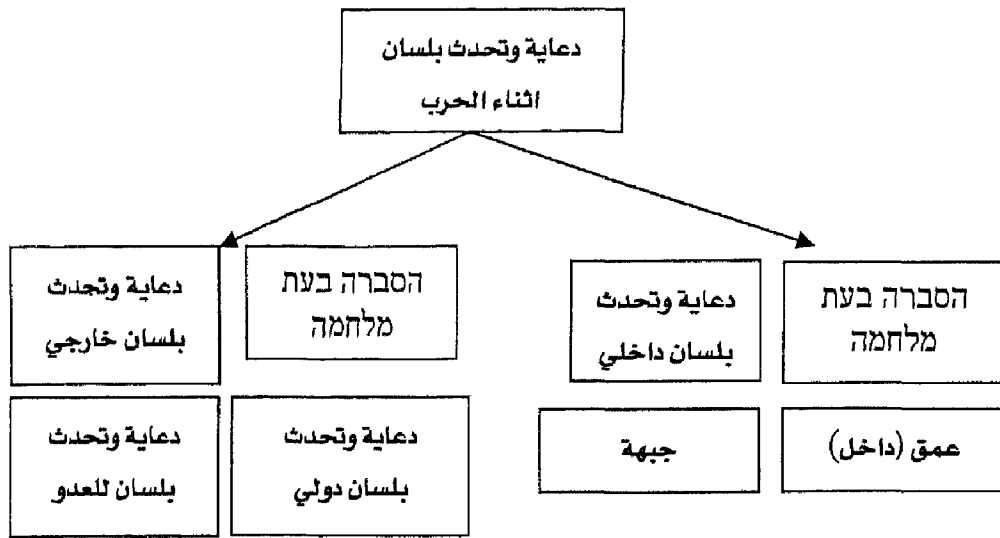 دعاية وتحدث بلسان
اثناء الحرب
הסברה בעת
מלחמה
دعاية وتحدث
بلسان داخلي
הסברה בעת
מלחמה
دعاية وتحدث
بلسان خارجي
عمق (داخل)
جبهة
دعاية وتحدث
بلسان دولي
دعاية وتحدث
بلسان للعدو